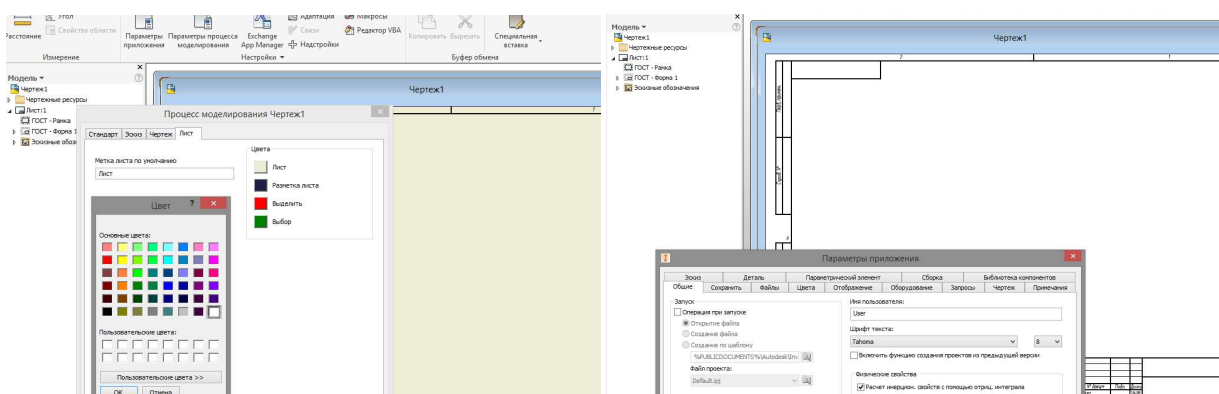 Угол
Расстояние
Свойства области
Измерение
Параметры приложения
Параметры процесса моделирования
Exchange App Manager
Адаптация
Связи
Надстройки
Макросы
Редактор VBA
Настройки
Копировать
Вырезать
Специальная вставка
Буфер обмена
Модель
Чертеж1
Чертежные ресурсы
Лист:1
ГОСТ - Рамка
ГОСТ - Форма 1
Эскизные обоз
Чертеж1
Процесс моделирования Чертеж1
Стандарт Эскиз Чертеж Лист
Метка листа по умолчанию
Лист
Цвета
Лист
Разметка листа
Выделить
Выбор
Цвет
Основные цвета:
Пользовательские цвета:
Пользовательские цвета >>
ОК Отмена
Модель
Чертеж1
Чертежные ресурсы
Лист:1
ГОСТ - Рамка
ГОСТ - Форма 1
Эскизные обозначения
Чертеж1
Параметры приложения
Эскиз Деталь Параметрический элемент Сборка Библиотека компонентов
Общие Сохранить Файлы Цвета Отображение Оборудование Запросы Чертеж Примечания
Запуск
Операция при запуске
Открытие файла
Создание файла
Создание по шаблону
%PUBLICDOCUMENTS%\Autodesk\Inv
Файл проекта:
Default.ipj
Имя пользователя:
User
Шрифт текста:
Tahoma 8
Включить функцию создания проектов из предыдущей версии
Физические свойства
Расчет инерцион. свойств с помощью отриц. интеграла